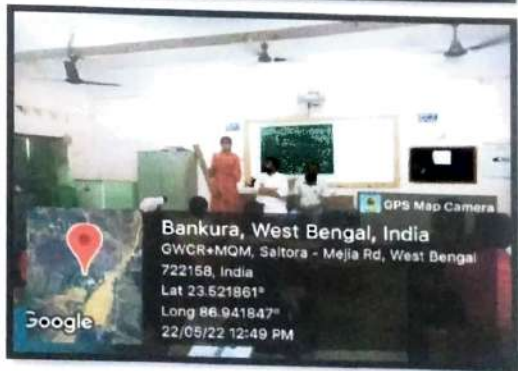 GPS Map Camera
Bankura, West Bengal, India
GWCR+MQM, Saltora - Mejia Rd, West Bengal
722158, India
Lat 23.521861°
Long 86.941847°
22/05/22 12:49 PM
Google